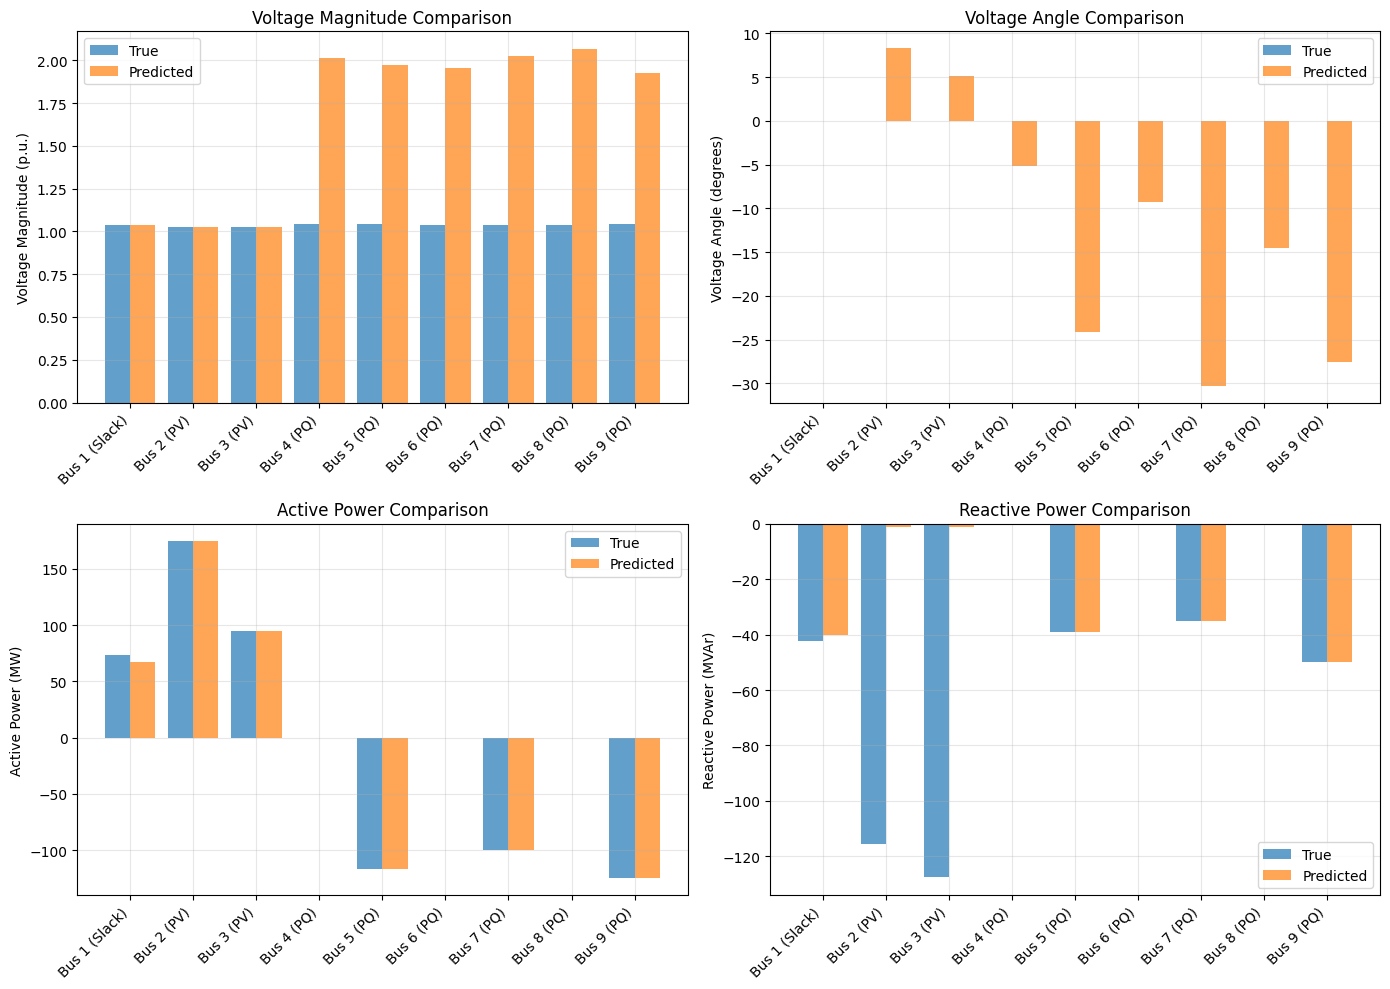 Voltage Magnitude Comparison
Voltage Magnitude (p.u.)
2.00
1.75
1.50
1.25
1.00
0.75
0.50
0.25
0.00
True
Predicted
Bus 1 (Slack)
Bus 2 (PV)
Bus 3 (PV)
Bus 4 (PQ)
Bus 5 (PQ)
Bus 6 (PQ)
Bus 7 (PQ)
Bus 8 (PQ)
Bus 9 (PQ)
Voltage Angle Comparison
Voltage Angle (degrees)
10
5
0
−5
−10
−15
−20
−25
−30
True
Predicted
Bus 1 (Slack)
Bus 2 (PV)
Bus 3 (PV)
Bus 4 (PQ)
Bus 5 (PQ)
Bus 6 (PQ)
Bus 7 (PQ)
Bus 8 (PQ)
Bus 9 (PQ)
Active Power Comparison
Active Power (MW)
150
100
50
0
−50
−100
True
Predicted
Bus 1 (Slack)
Bus 2 (PV)
Bus 3 (PV)
Bus 4 (PQ)
Bus 5 (PQ)
Bus 6 (PQ)
Bus 7 (PQ)
Bus 8 (PQ)
Bus 9 (PQ)
Reactive Power Comparison
Reactive Power (MVAr)
0
−20
−40
−60
−80
−100
−120
True
Predicted
Bus 1 (Slack)
Bus 2 (PV)
Bus 3 (PV)
Bus 4 (PQ)
Bus 5 (PQ)
Bus 6 (PQ)
Bus 7 (PQ)
Bus 8 (PQ)
Bus 9 (PQ)